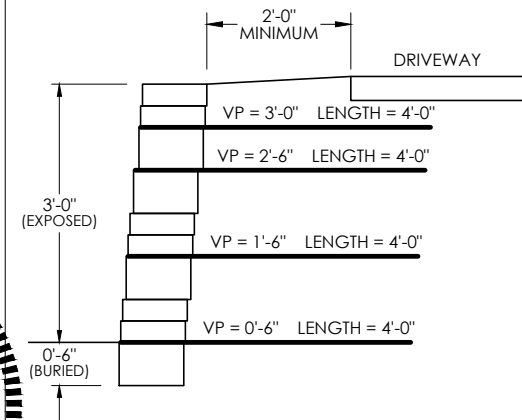 2'-0"
MINIMUM
DRIVEWAY
VP = 3'-0" LENGTH = 4'-0"
VP = 2'-6" LENGTH = 4'-0"
3'-0"
(EXPOSED)
VP = 1'-6" LENGTH = 4'-0"
VP = 0'-6" LENGTH = 4'-0"
0'-6"
(BURIED)